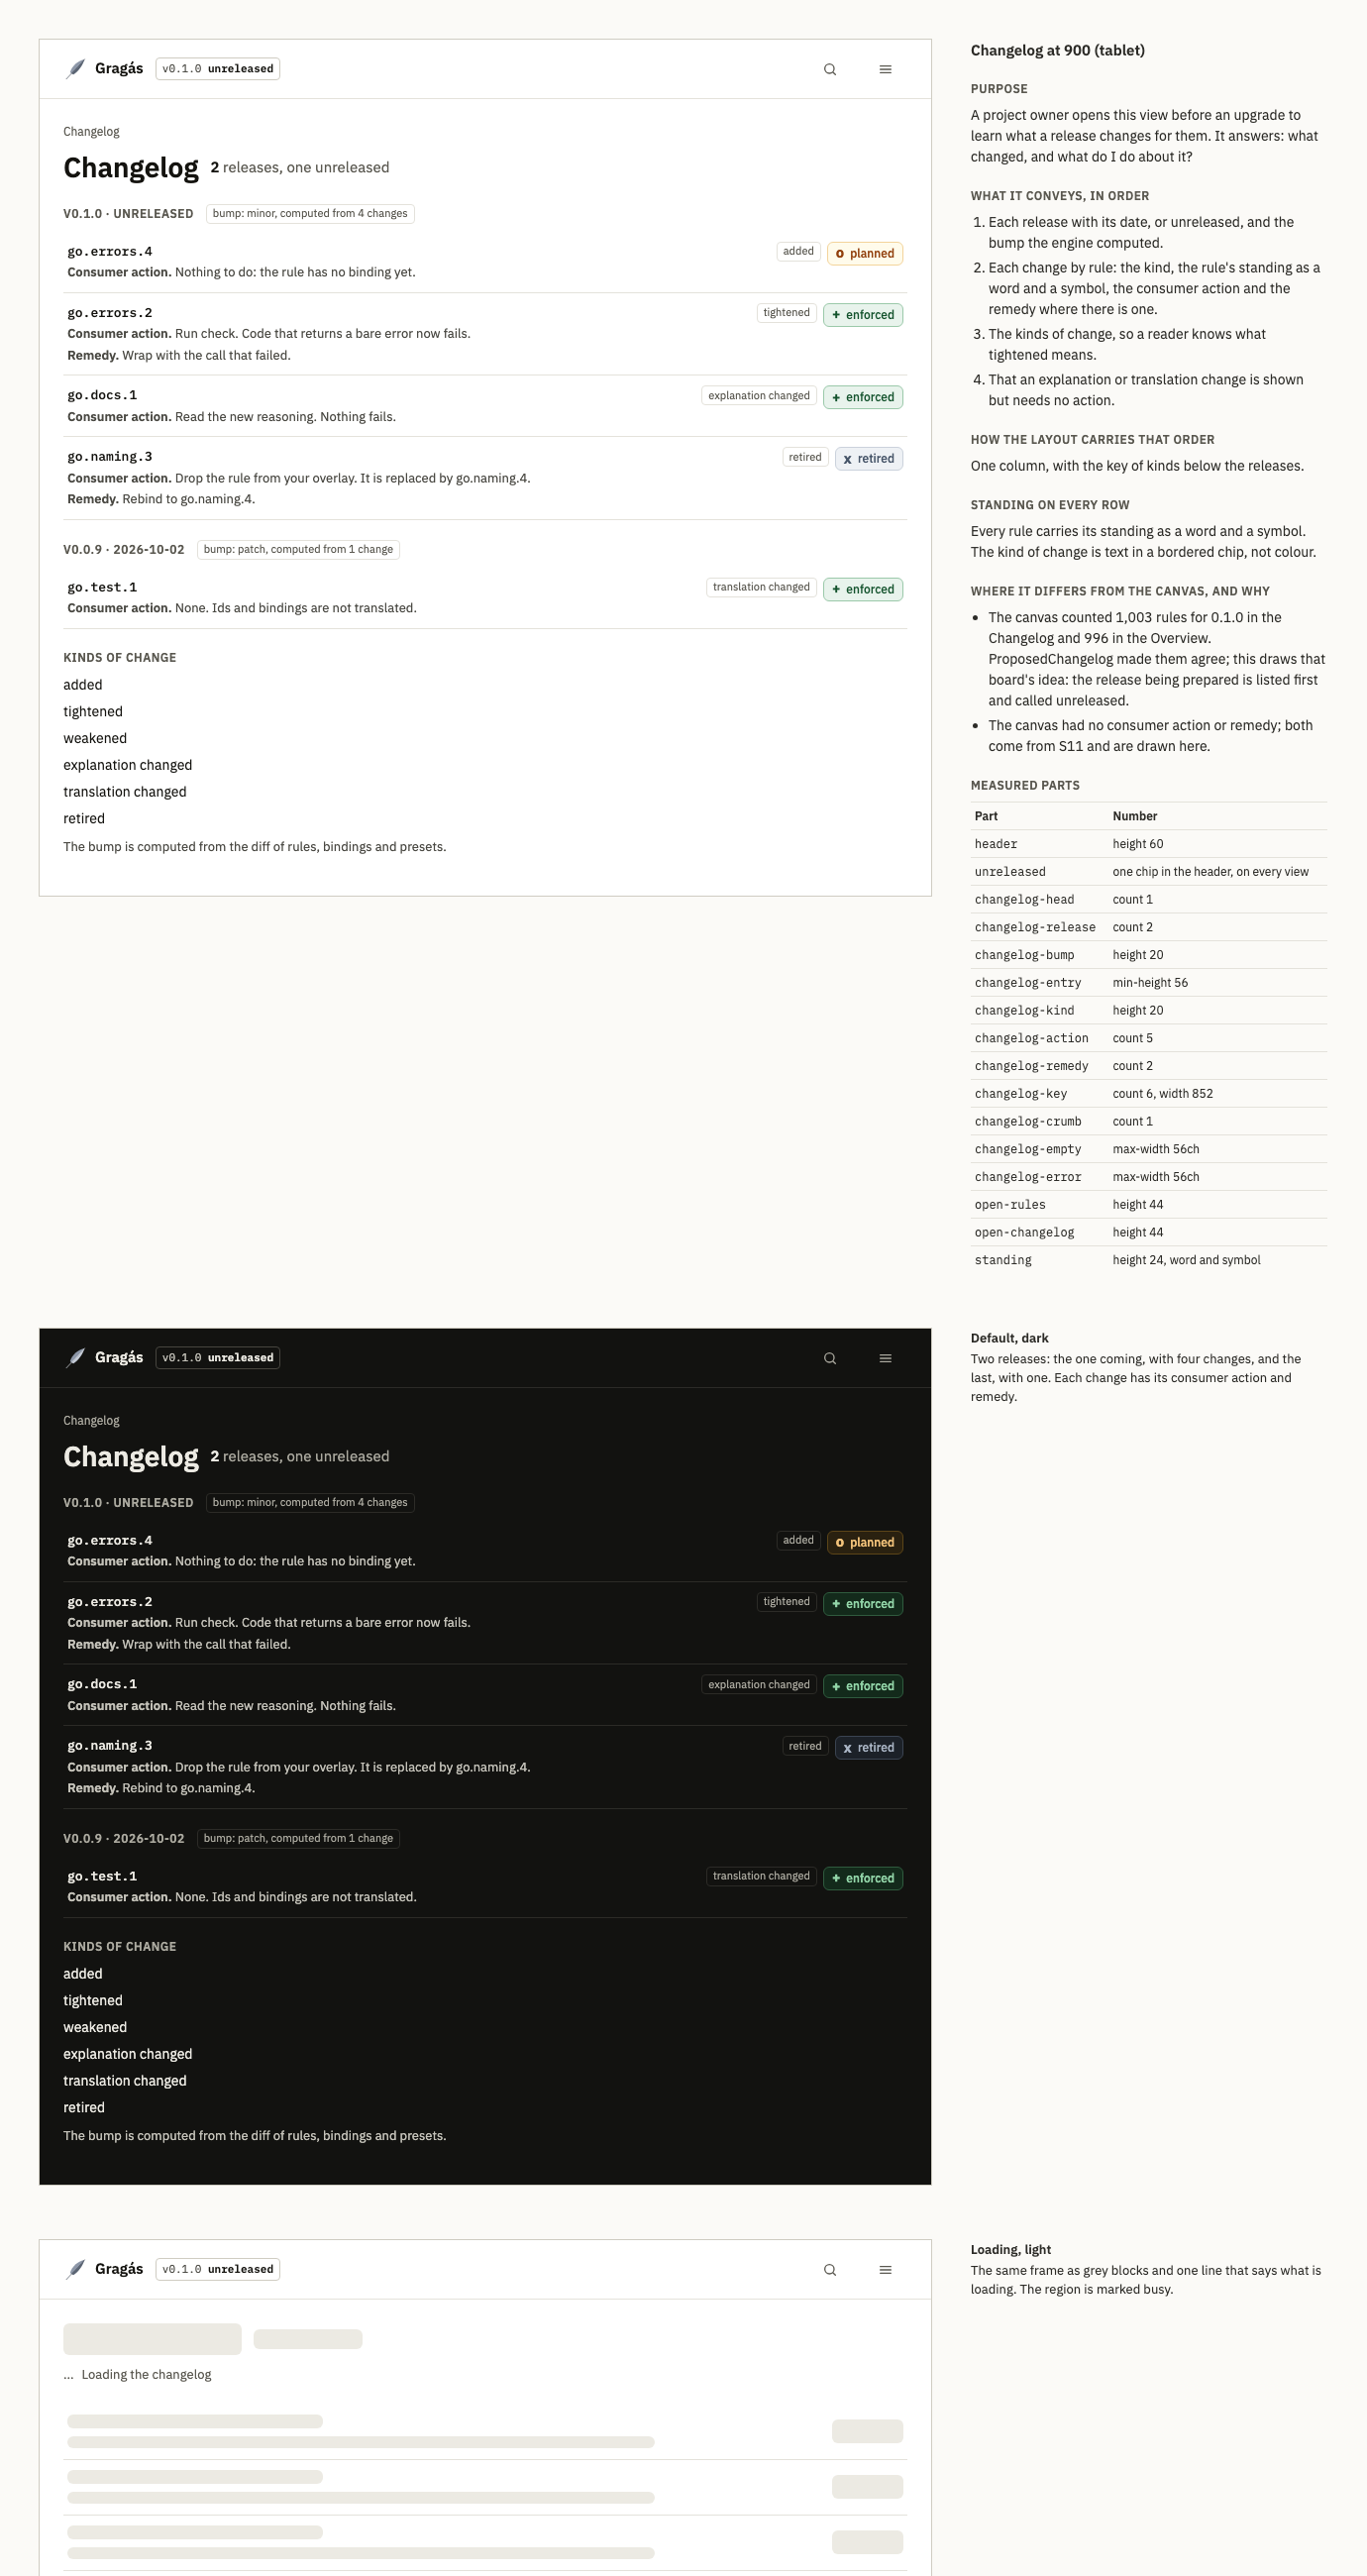 Gragás v0.1.0 unreleased
Changelog
Changelog 2 releases, one unreleased
V0.1.0 · UNRELEASED bump: minor, computed from 4 changes
go.errors.4 added o planned
Consumer action. Nothing to do: the rule has no binding yet.
go.errors.2 tightened + enforced
Consumer action. Run check. Code that returns a bare error now fails.
Remedy. Wrap with the call that failed.
go.docs.1 explanation changed + enforced
Consumer action. Read the new reasoning. Nothing fails.
go.naming.3 retired x retired
Consumer action. Drop the rule from your overlay. It is replaced by go.naming.4.
Remedy. Rebind to go.naming.4.
V0.0.9 · 2026-10-02 bump: patch, computed from 1 change
go.test.1 translation changed + enforced
Consumer action. None. Ids and bindings are not translated.
KINDS OF CHANGE
added
tightened
weakened
explanation changed
translation changed
retired
The bump is computed from the diff of rules, bindings and presets.
Changelog at 900 (tablet)
PURPOSE
A project owner opens this view before an upgrade to
learn what a release changes for them. It answers: what
changed, and what do I do about it?
WHAT IT CONVEYS, IN ORDER
1. Each release with its date, or unreleased, and the
bump the engine computed.
2. Each change by rule: the kind, the rule's standing as a
word and a symbol, the consumer action and the
remedy where there is one.
3. The kinds of change, so a reader knows what
tightened means.
4. That an explanation or translation change is shown
but needs no action.
HOW THE LAYOUT CARRIES THAT ORDER
One column, with the key of kinds below the releases.
STANDING ON EVERY ROW
Every rule carries its standing as a word and a symbol.
The kind of change is text in a bordered chip, not colour.
WHERE IT DIFFERS FROM THE CANVAS, AND WHY
• The canvas counted 1,003 rules for 0.1.0 in the
Changelog and 996 in the Overview.
ProposedChangelog made them agree; this draws that
board's idea: the release being prepared is listed first
and called unreleased.
• The canvas had no consumer action or remedy; both
come from S11 and are drawn here.
MEASURED PARTS
Part Number
header height 60
unreleased one chip in the header, on every view
changelog-head count 1
changelog-release count 2
changelog-bump height 20
changelog-entry min-height 56
changelog-kind height 20
changelog-action count 5
changelog-remedy count 2
changelog-key count 6, width 852
changelog-crumb count 1
changelog-empty max-width 56ch
changelog-error max-width 56ch
open-rules height 44
open-changelog height 44
standing height 24, word and symbol
Gragás v0.1.0 unreleased
Changelog
Changelog 2 releases, one unreleased
V0.1.0 · UNRELEASED bump: minor, computed from 4 changes
go.errors.4 added o planned
Consumer action. Nothing to do: the rule has no binding yet.
go.errors.2 tightened + enforced
Consumer action. Run check. Code that returns a bare error now fails.
Remedy. Wrap with the call that failed.
go.docs.1 explanation changed + enforced
Consumer action. Read the new reasoning. Nothing fails.
go.naming.3 retired x retired
Consumer action. Drop the rule from your overlay. It is replaced by go.naming.4.
Remedy. Rebind to go.naming.4.
V0.0.9 · 2026-10-02 bump: patch, computed from 1 change
go.test.1 translation changed + enforced
Consumer action. None. Ids and bindings are not translated.
KINDS OF CHANGE
added
tightened
weakened
explanation changed
translation changed
retired
The bump is computed from the diff of rules, bindings and presets.
Default, dark
Two releases: the one coming, with four changes, and the
last, with one. Each change has its consumer action and
remedy.
Gragás v0.1.0 unreleased
... Loading the changelog
Loading, light
The same frame as grey blocks and one line that says what is
loading. The region is marked busy.